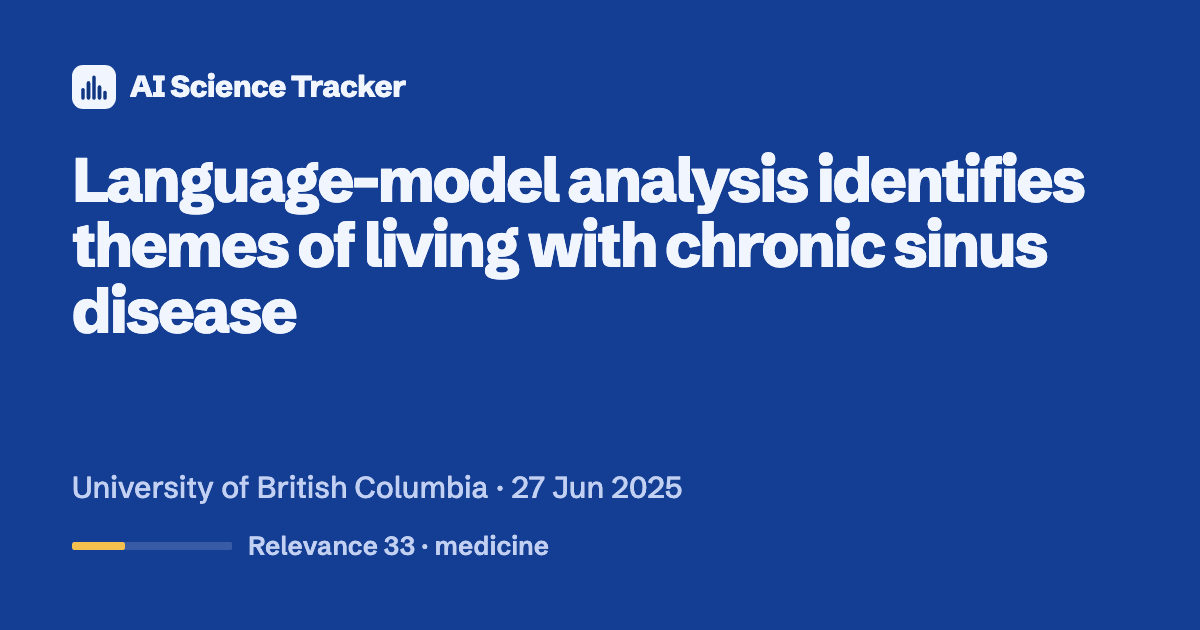 AI Science Tracker
Language-model analysis identifies
themes of living with chronic sinus
disease
University of British Columbia · 27 Jun 2025
Relevance 33 · medicine